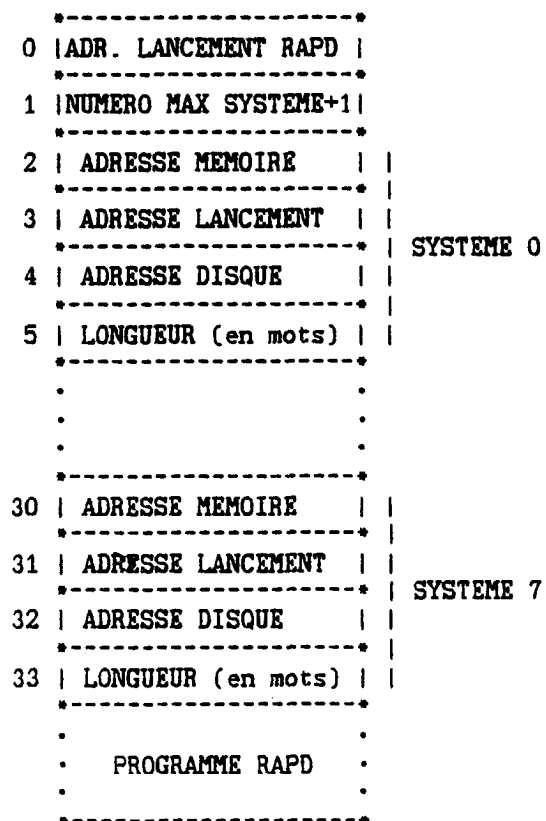 *--------------------*
0 |ADR. LANCEMENT RAPD |
*--------------------*
1 |NUMERO MAX SYSTEME+1|
*--------------------*
2 | ADRESSE MEMOIRE | |
*--------------------* |
3 | ADRESSE LANCEMENT | |
*--------------------* | SYSTEME 0
4 | ADRESSE DISQUE | |
*--------------------* |
5 | LONGUEUR (en mots) | |
*--------------------*
. .
. .
. .
*--------------------*
30 | ADRESSE MEMOIRE | |
*--------------------* |
31 | ADRESSE LANCEMENT | |
*--------------------* | SYSTEME 7
32 | ADRESSE DISQUE | |
*--------------------* |
33 | LONGUEUR (en mots) | |
*--------------------*
. .
. PROGRAMME RAPD .
. .
*--------------------*